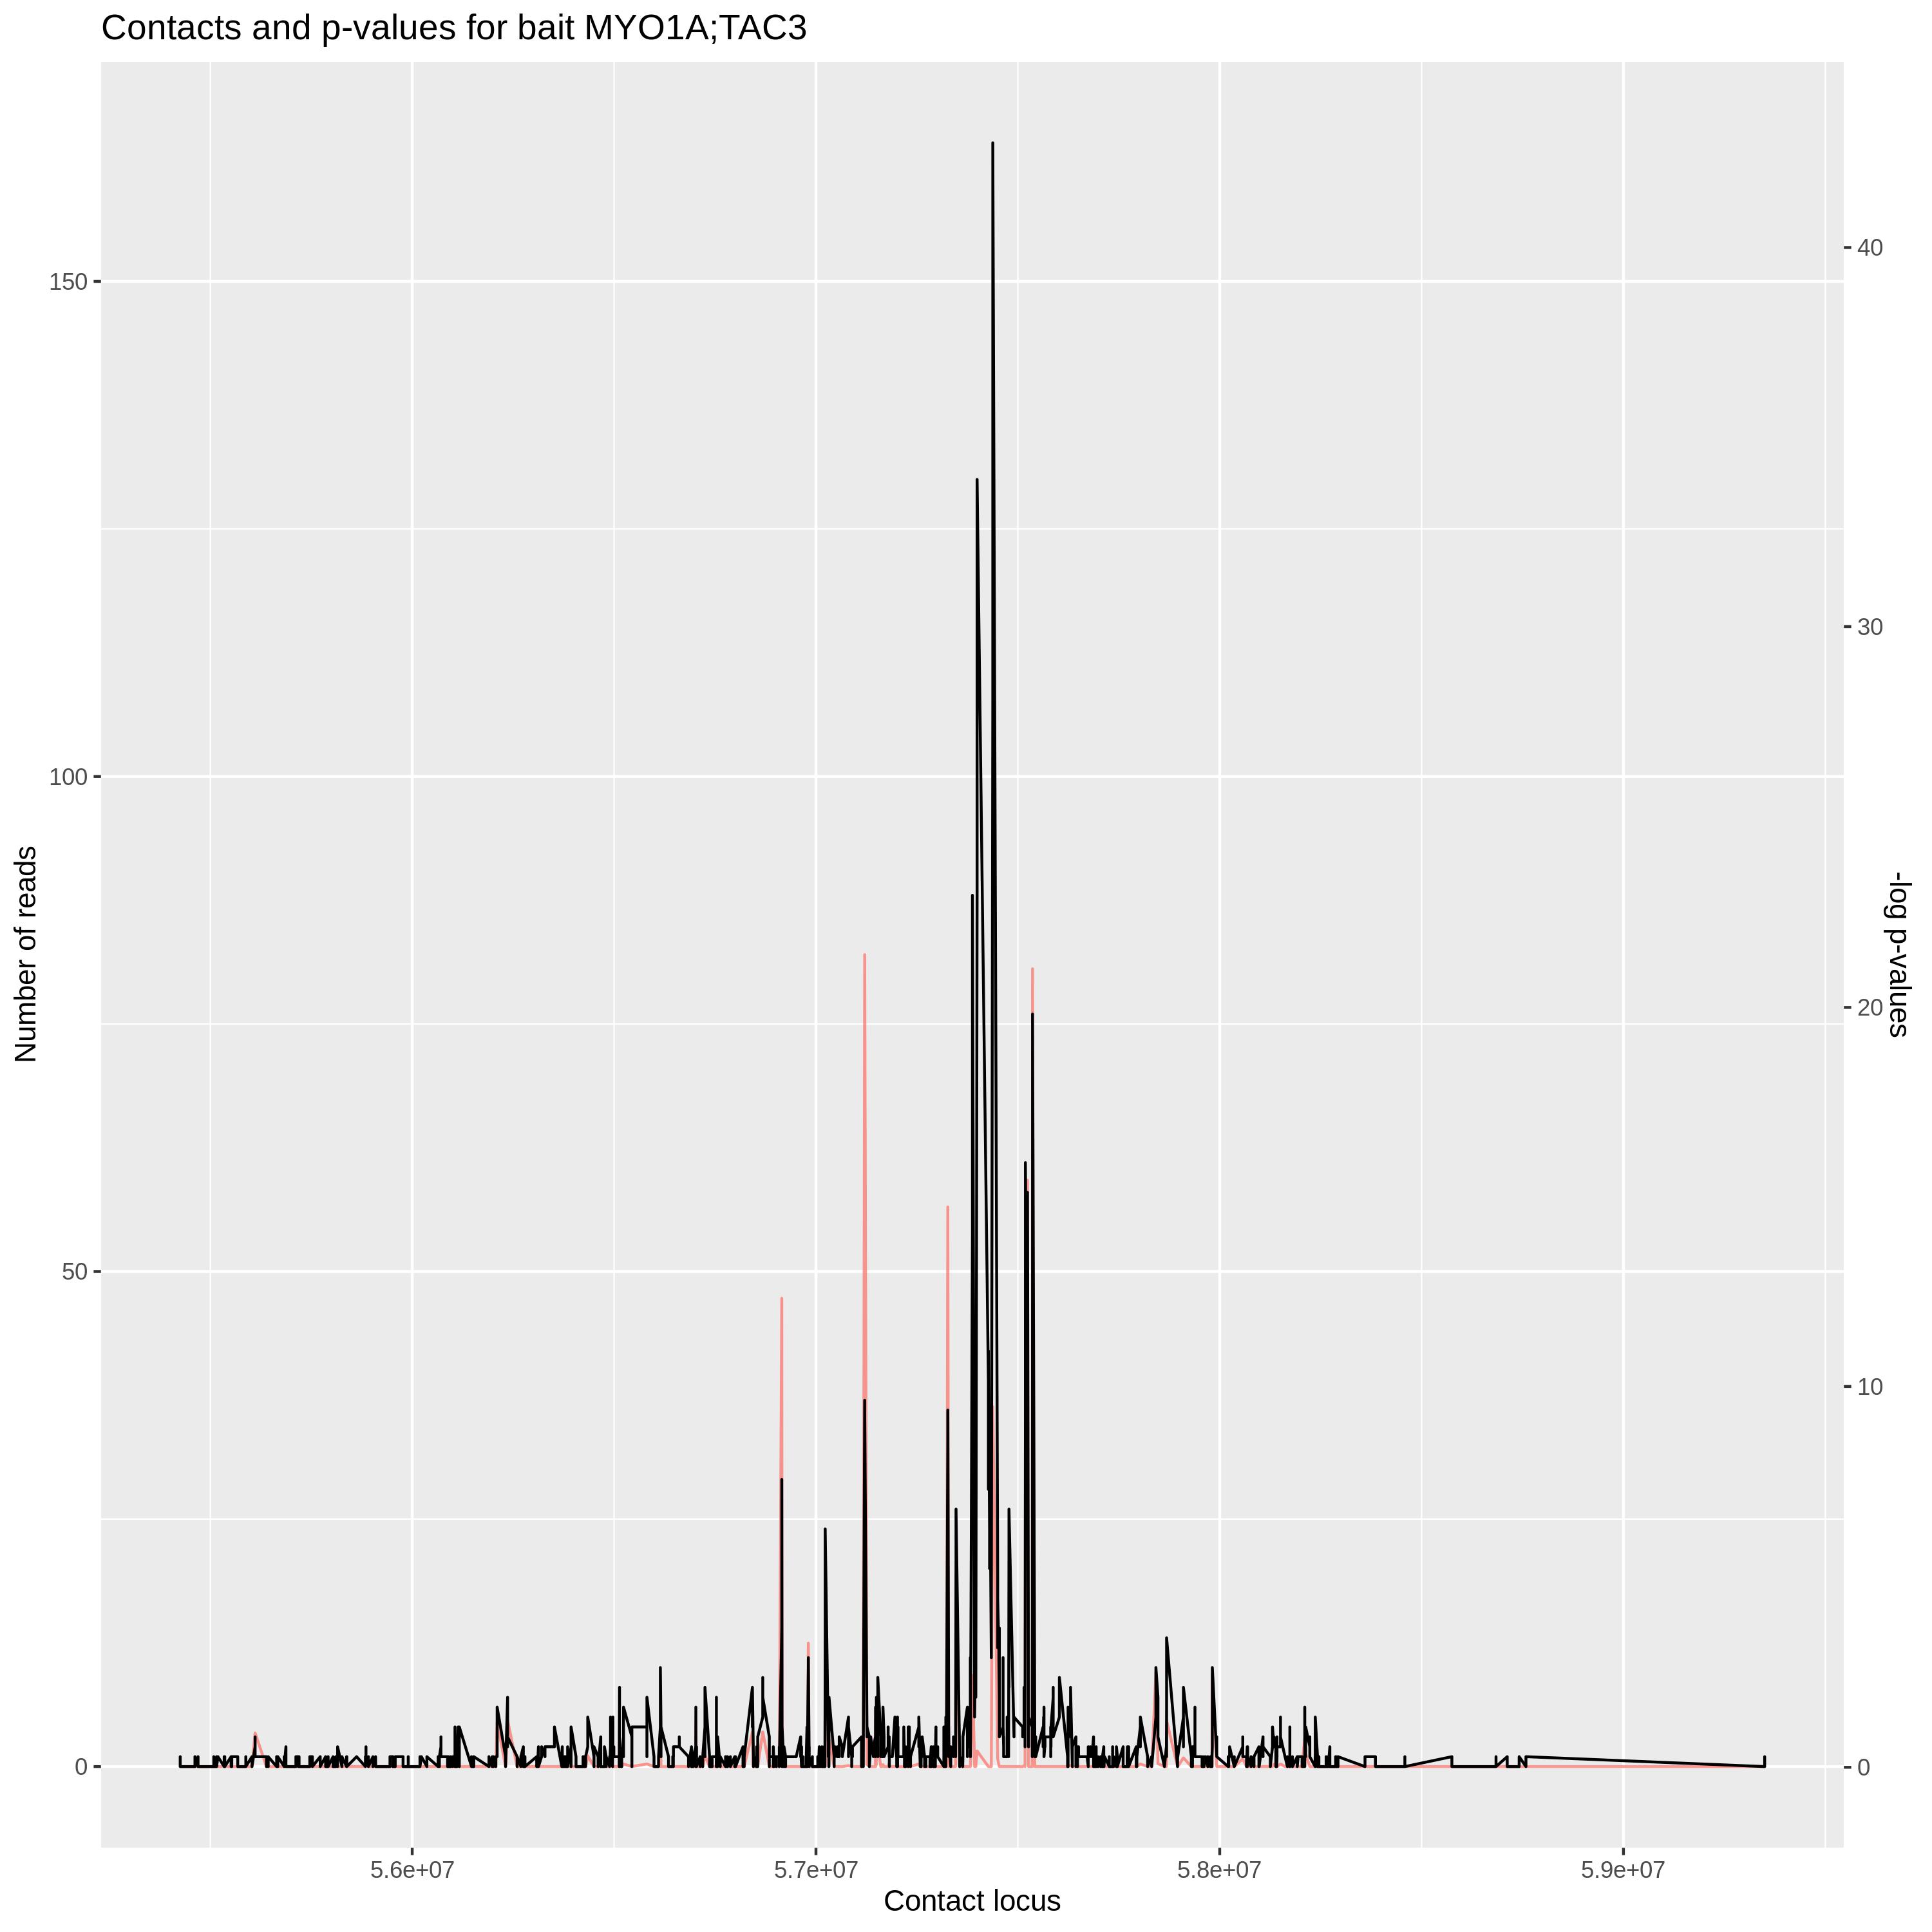 Contacts and p-values for bait MYO1A;TAC3
150
100
50
0
Number of reads
40
30
20
10
0
-log p-values
5.6e+07
5.7e+07
5.8e+07
5.9e+07
Contact locus